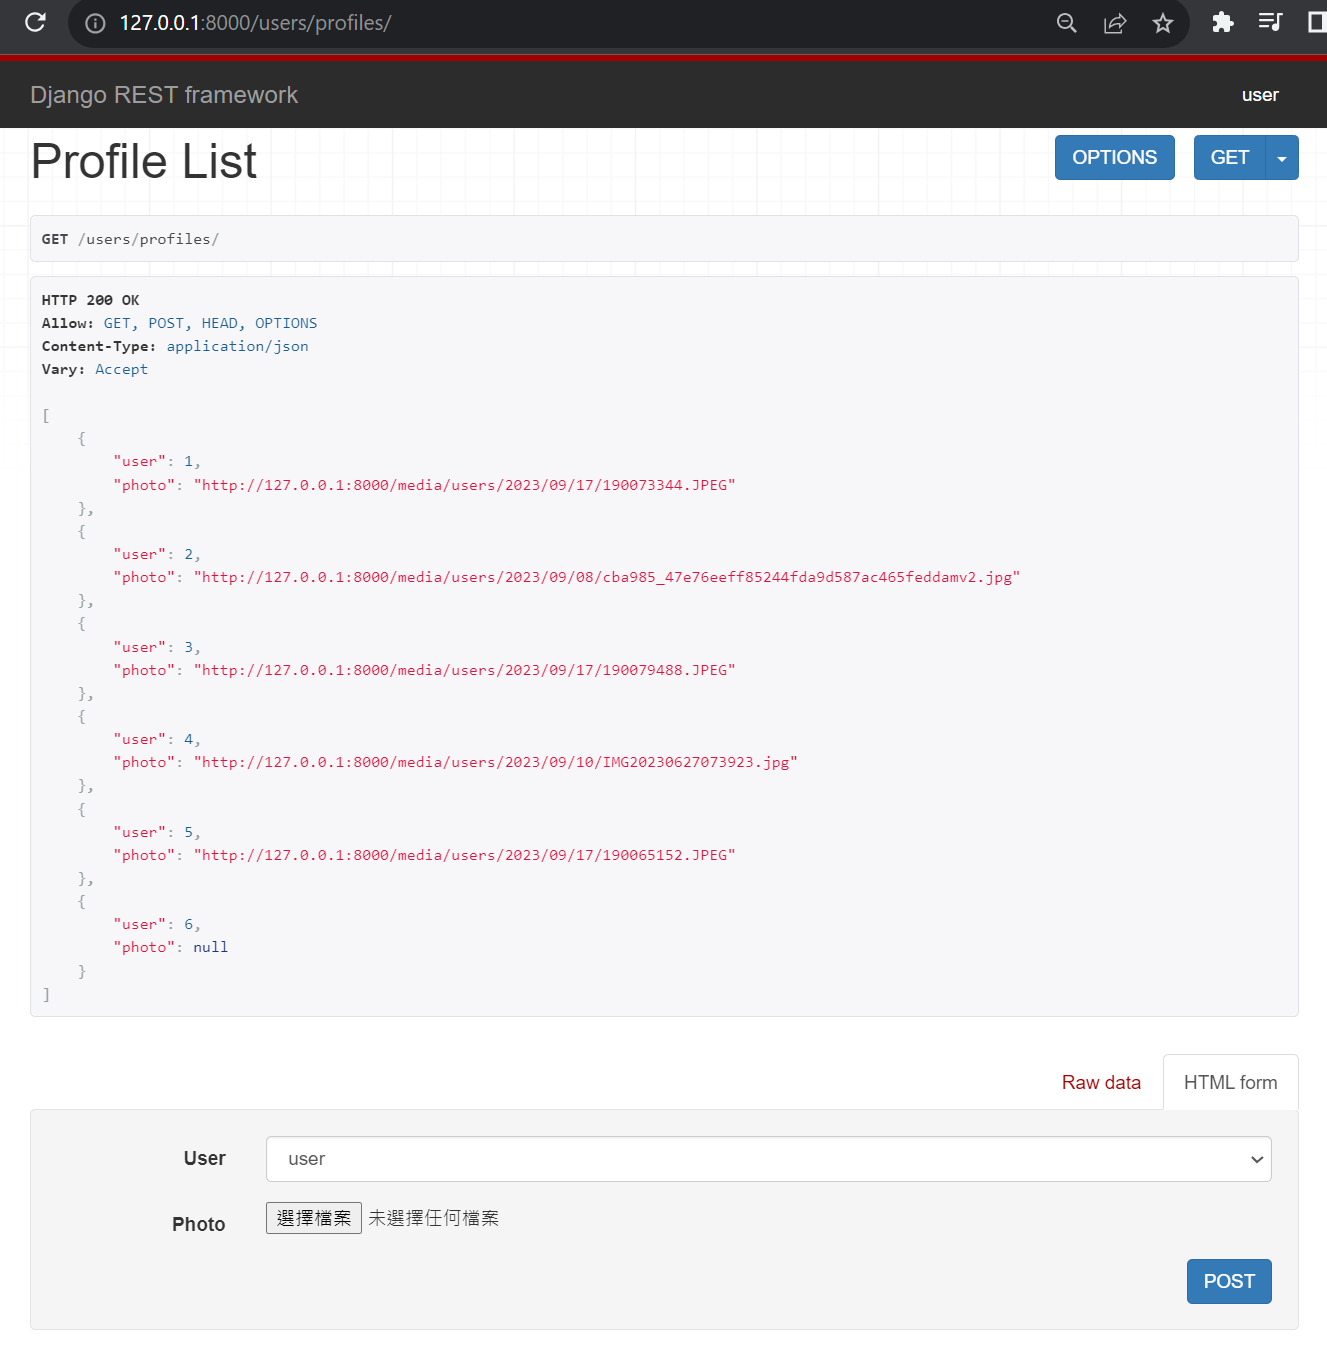 127.0.0.1:8000/users/profiles/
Django REST framework
user
Profile List
OPTIONS
GET
GET /users/profiles/
HTTP 200 OK
Allow: GET, POST, HEAD, OPTIONS
Content-Type: application/json
Vary: Accept
[
{
"user": 1,
"photo": "http://127.0.0.1:8000/media/users/2023/09/17/190073344.JPEG"
},
{
"user": 2,
"photo": "http://127.0.0.1:8000/media/users/2023/09/08/cba985_47e76eeff85244fda9d587ac465feddamv2.jpg"
},
{
"user": 3,
"photo": "http://127.0.0.1:8000/media/users/2023/09/17/190079488.JPEG"
},
{
"user": 4,
"photo": "http://127.0.0.1:8000/media/users/2023/09/10/IMG20230627073923.jpg"
},
{
"user": 5,
"photo": "http://127.0.0.1:8000/media/users/2023/09/17/190065152.JPEG"
},
{
"user": 6,
"photo": null
}
]
Raw data
HTML form
User
user
Photo
選擇檔案 未選擇任何檔案
POST